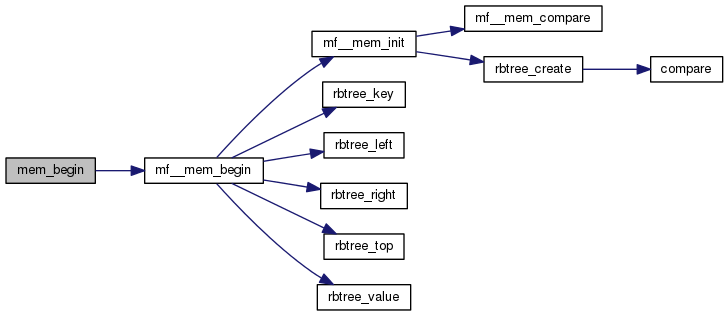 mem_begin
mf__mem_begin
mf__mem_init
mf__mem_compare
rbtree_create
compare
rbtree_key
rbtree_left
rbtree_right
rbtree_top
rbtree_value